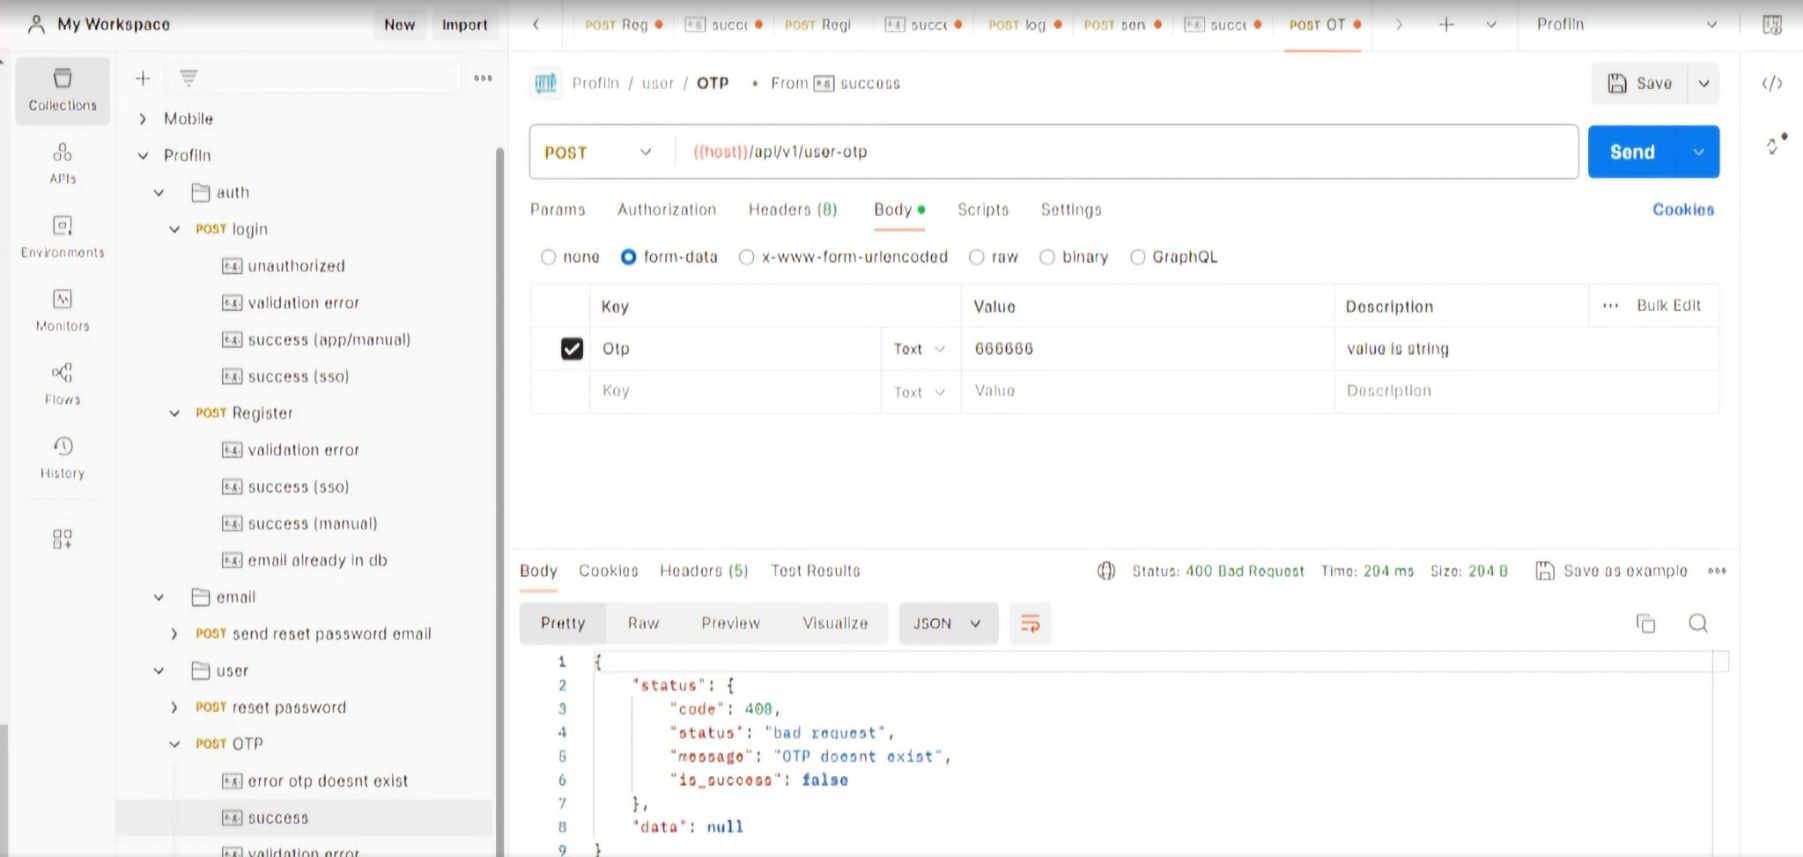 My Workspace
New
Import
POST Reg
succ
POST Regi
succ
POST log
POST sen
succ
POST OT
ProfiIn
Collections
APIs
Environments
Monitors
Flows
History
Mobile
ProfiIn
auth
POST login
unauthorized
validation error
success (app/manual)
success (sso)
POST Register
validation error
success (sso)
success (manual)
email already in db
email
POST send reset password email
user
POST reset password
POST OTP
error otp doesnt exist
success
validation error
ProfiIn / user / OTP • From success
Save
POST
{{host}}/api/v1/user-otp
Send
Params Authorization Headers (8) Body Scripts Settings
Cookies
none form-data x-www-form-urlencoded raw binary GraphQL
Key Value Description ... Bulk Edit
Otp Text 666666 value is string
Key Text Value Description
Body Cookies Headers (5) Test Results
Status: 400 Bad Request Time: 204 ms Size: 204 B Save as example
Pretty Raw Preview Visualize JSON
1 {
2 "status": {
3 "code": 400,
4 "status": "bad request",
5 "message": "OTP doesnt exist",
6 "is_success": false
7 },
8 "data": null
9 }